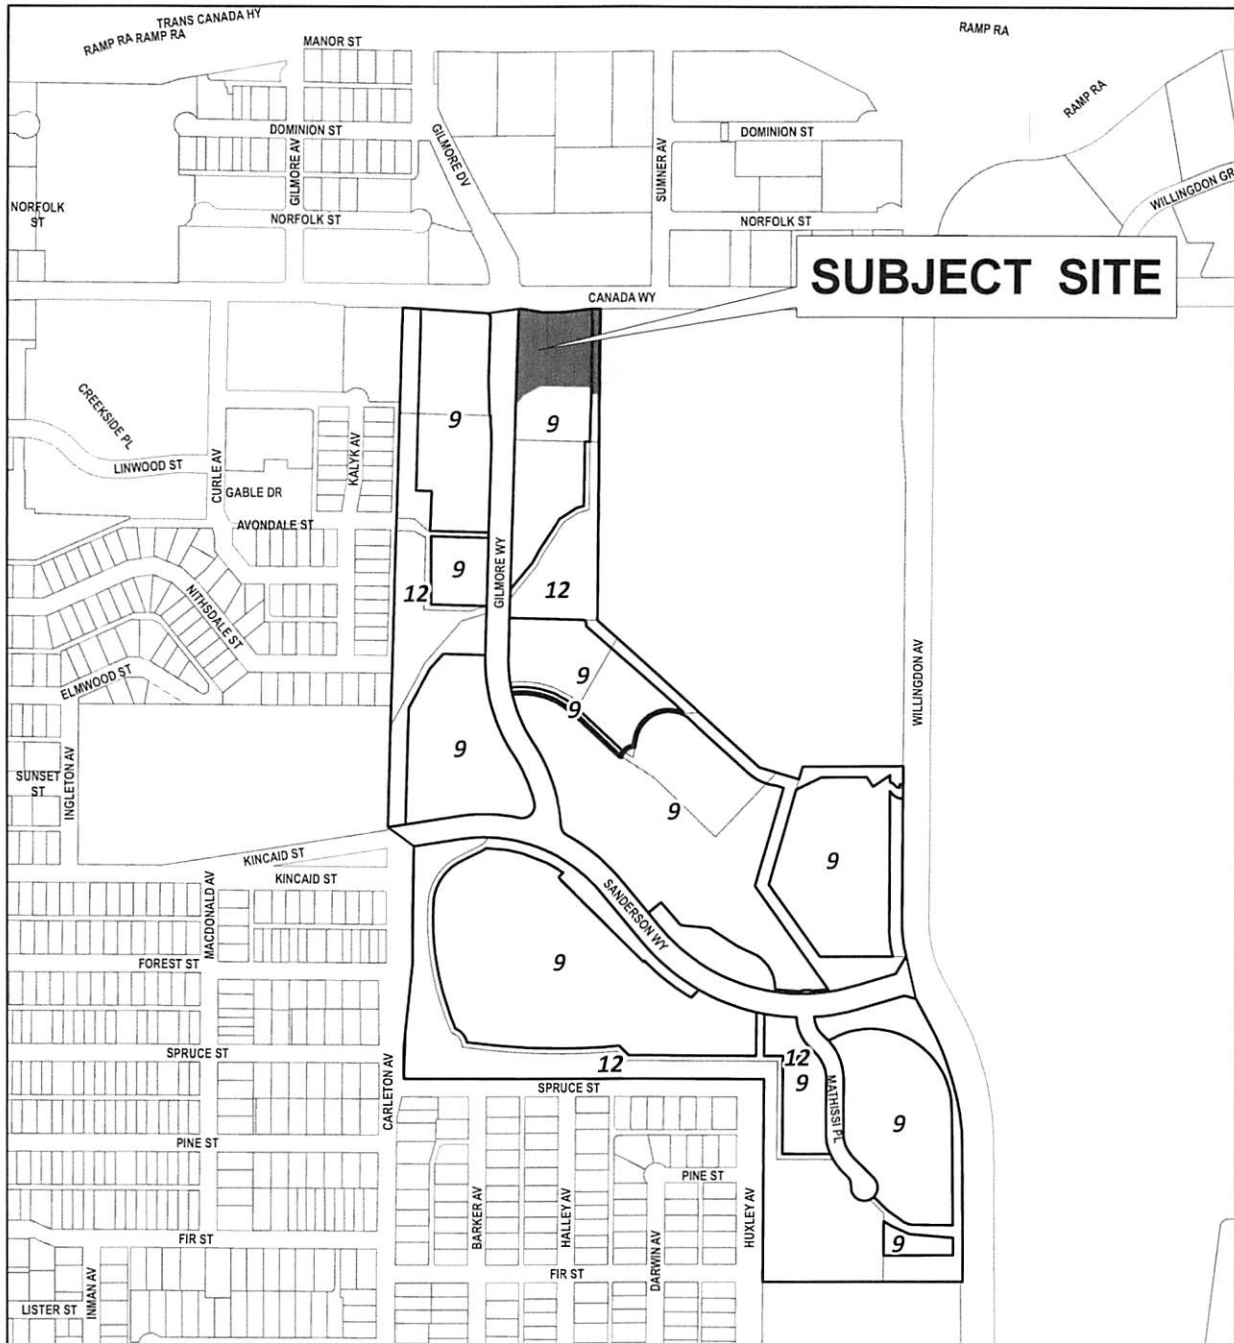 TRANS CANADA HY
RAMP RA RAMP RA
MANOR ST
RAMP RA
RAMP RA
DOMINION ST
GILMORE AV
GILMORE DV
SUMNER AV
DOMINION ST
NORFOLK
ST
NORFOLK ST
NORFOLK ST
WILLINGDON GR
SUBJECT SITE
CANADA WY
CREEKSIDE PL
LINWOOD ST
CURLE AV
GABLE DR
KALYK AV
AVONDALE ST
9
9
9
12
12
GILMORE WY
NITHSDALE ST
ELMWOOD ST
WILLINGDON AV
9
9
9
9
9
SUNSET
ST
INGLETON AV
KINCAID ST
KINCAID ST
MACDONALD AV
SANDERSON WY
FOREST ST
9
SPRUCE ST
CARLETON AV
12
12
9
SPRUCE ST
MATHISSI PL
9
PINE ST
PINE ST
BARKER AV
HALLEY AV
DARWIN AV
HUXLEY AV
9
FIR ST
FIR ST
INMAN AV
LISTER ST